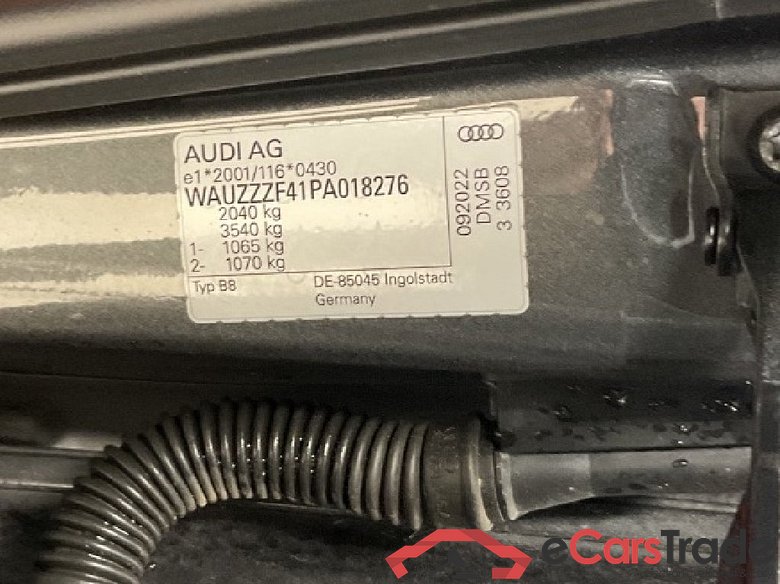 AUDI AG
e1*2001/116*0430
WAUZZZF41PA018276
2040 kg
3540 kg
1- 1065 kg
2- 1070 kg
Typ B8 DE-85045 Ingolstadt
Germany
092022
DMSB
3 3608
eCarsTrade